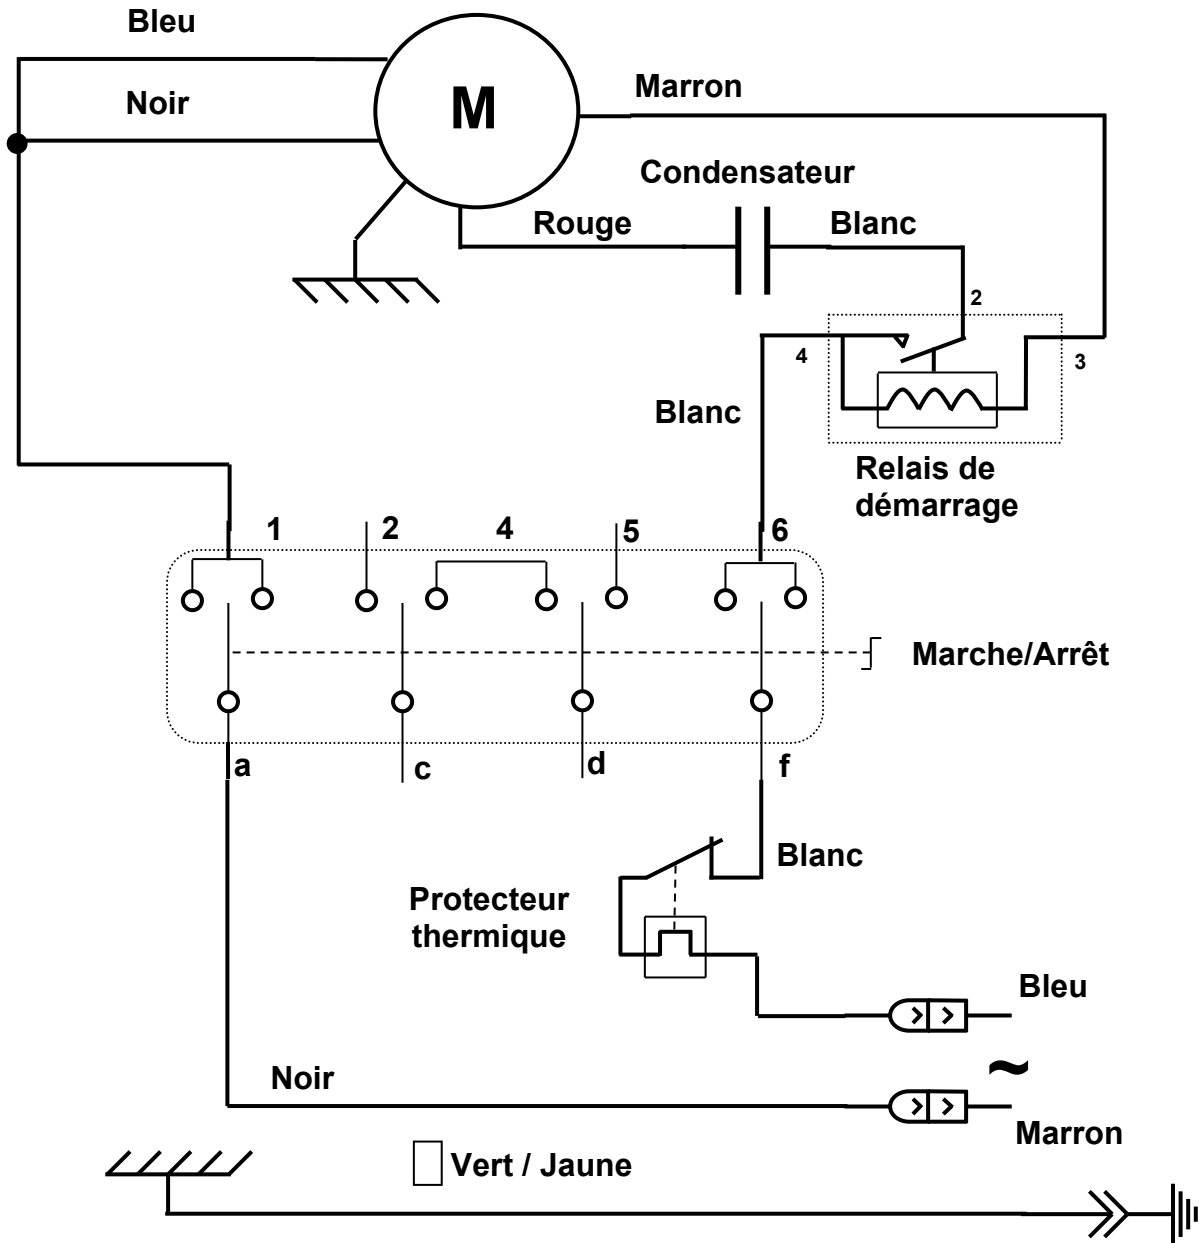 Bleu
Noir
M
Marron
Condensateur
Rouge
Blanc
2
4
3
Blanc
Relais de
démarrage
1
2
4
5
6
Marche/Arrêt
a
c
d
f
Blanc
Protecteur
thermique
Bleu
~
Noir
Marron
Vert / Jaune